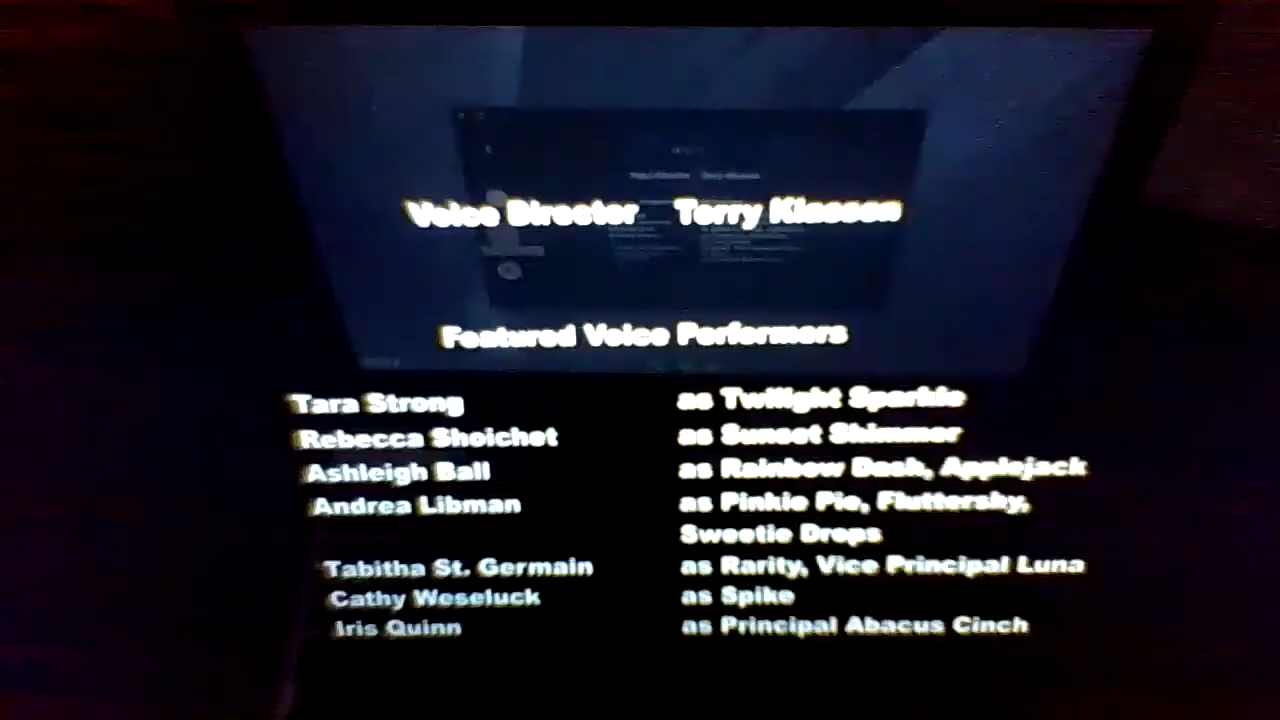 Voice Director Terry Klassen
Featured Voice Performers
Tara Strong as Twilight Sparkle
Rebecca Shoichet as Sunset Shimmer
Ashleigh Ball as Rainbow Dash, Applejack
Andrea Libman as Pinkie Pie, Fluttershy,
Sweetie Drops
Tabitha St. Germain as Rarity, Vice Principal Luna
Cathy Weseluck as Spike
Iris Quinn as Principal Abacus Cinch